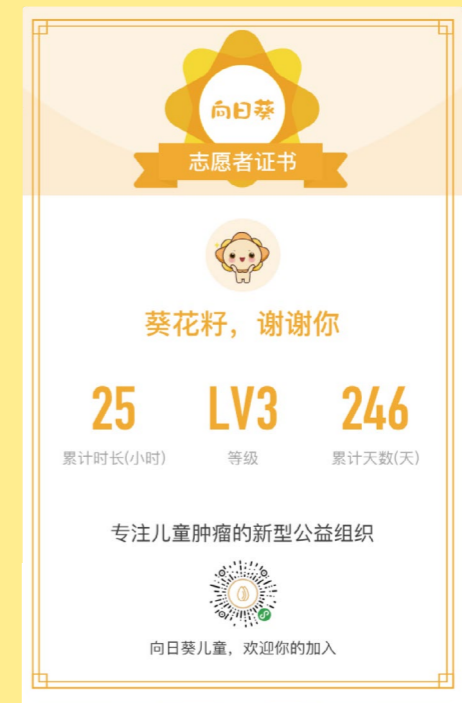 向日葵
志愿者证书
葵花籽，谢谢你
25 LV3 246
累计时长(小时) 等级 累计天数(天)
专注儿童肿瘤的新型公益组织
向日葵儿童，欢迎你的加入